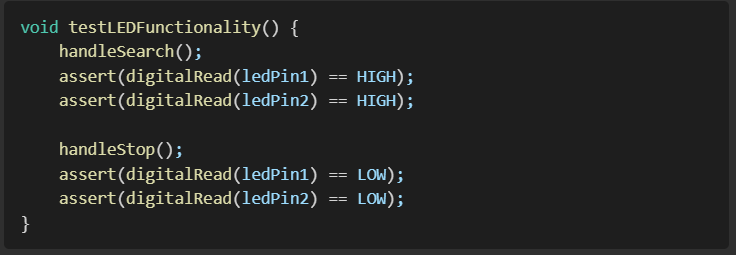 void testLEDFunctionality() {
    handleSearch();
    assert(digitalRead(ledPin1) == HIGH);
    assert(digitalRead(ledPin2) == HIGH);

    handleStop();
    assert(digitalRead(ledPin1) == LOW);
    assert(digitalRead(ledPin2) == LOW);
}